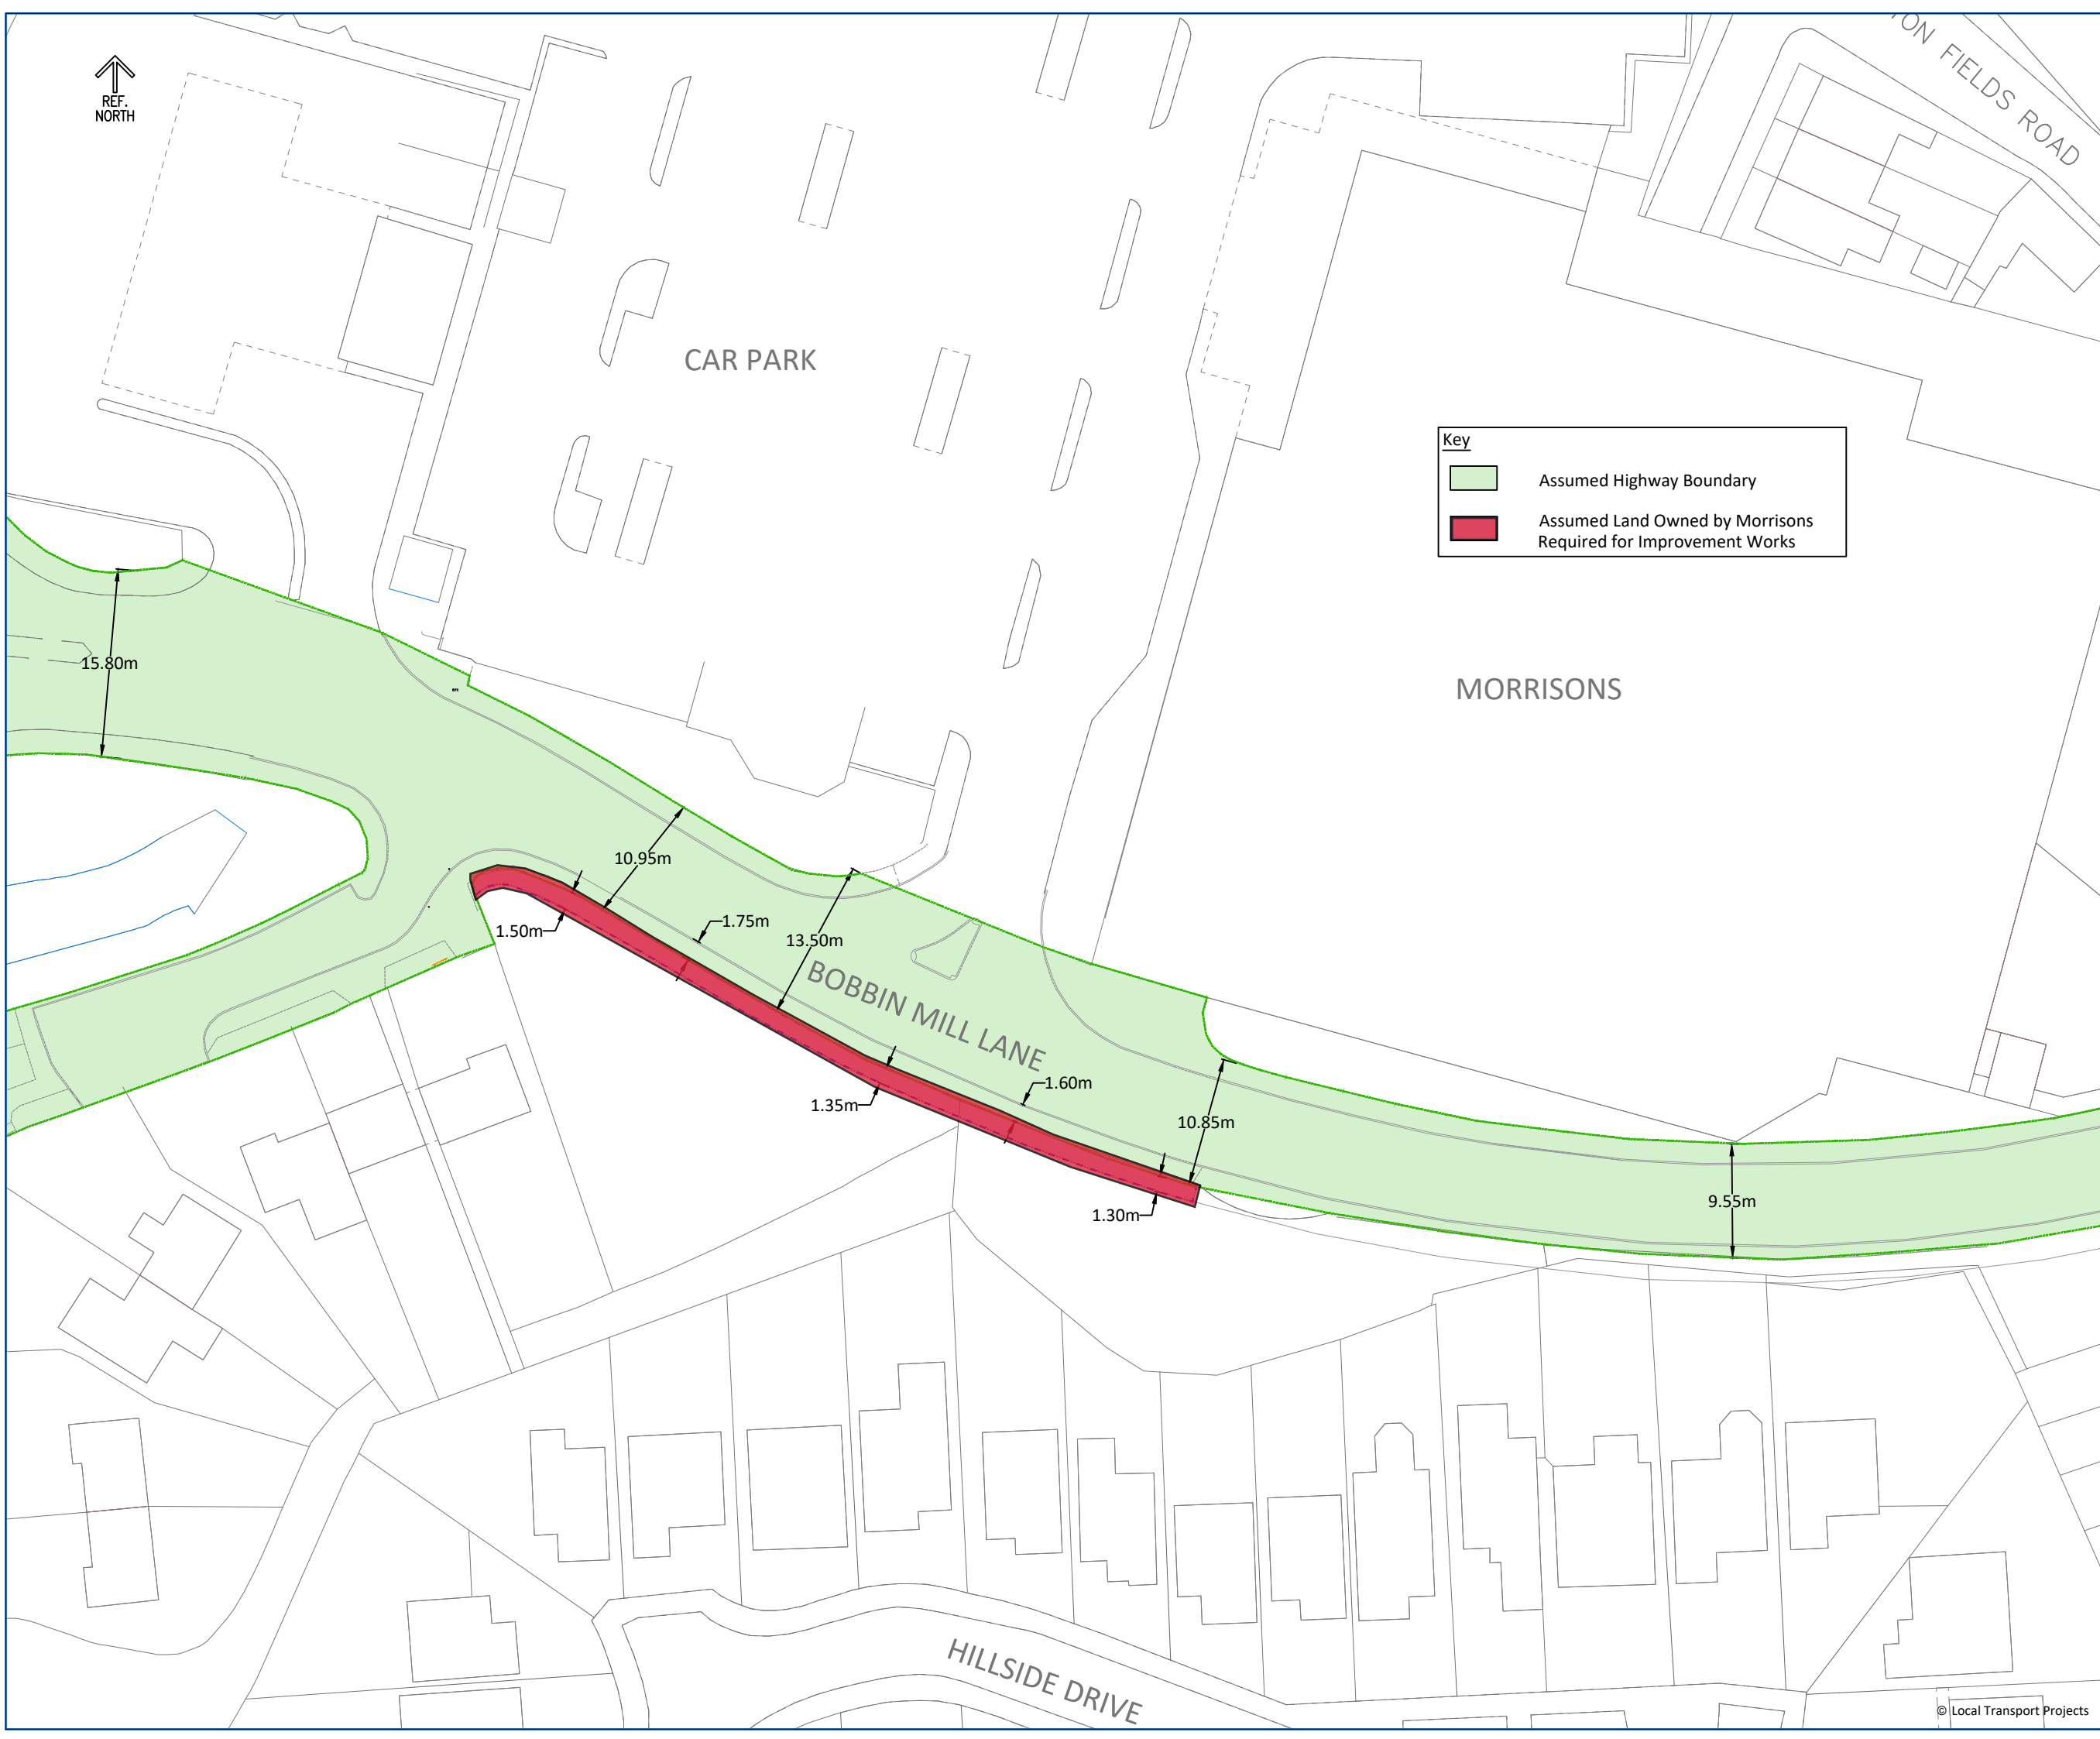 REF.
NORTH
FIELDS ROAD
CAR PARK
Key
Assumed Highway Boundary
Assumed Land Owned by Morrisons
Required for Improvement Works
MORRISONS
15.80m
10.95m
1.75m
1.50m
13.50m
BOBBIN MILL LANE
1.60m
1.35m
10.85m
1.30m
9.55m
HILLSIDE DRIVE
© Local Transport Projects